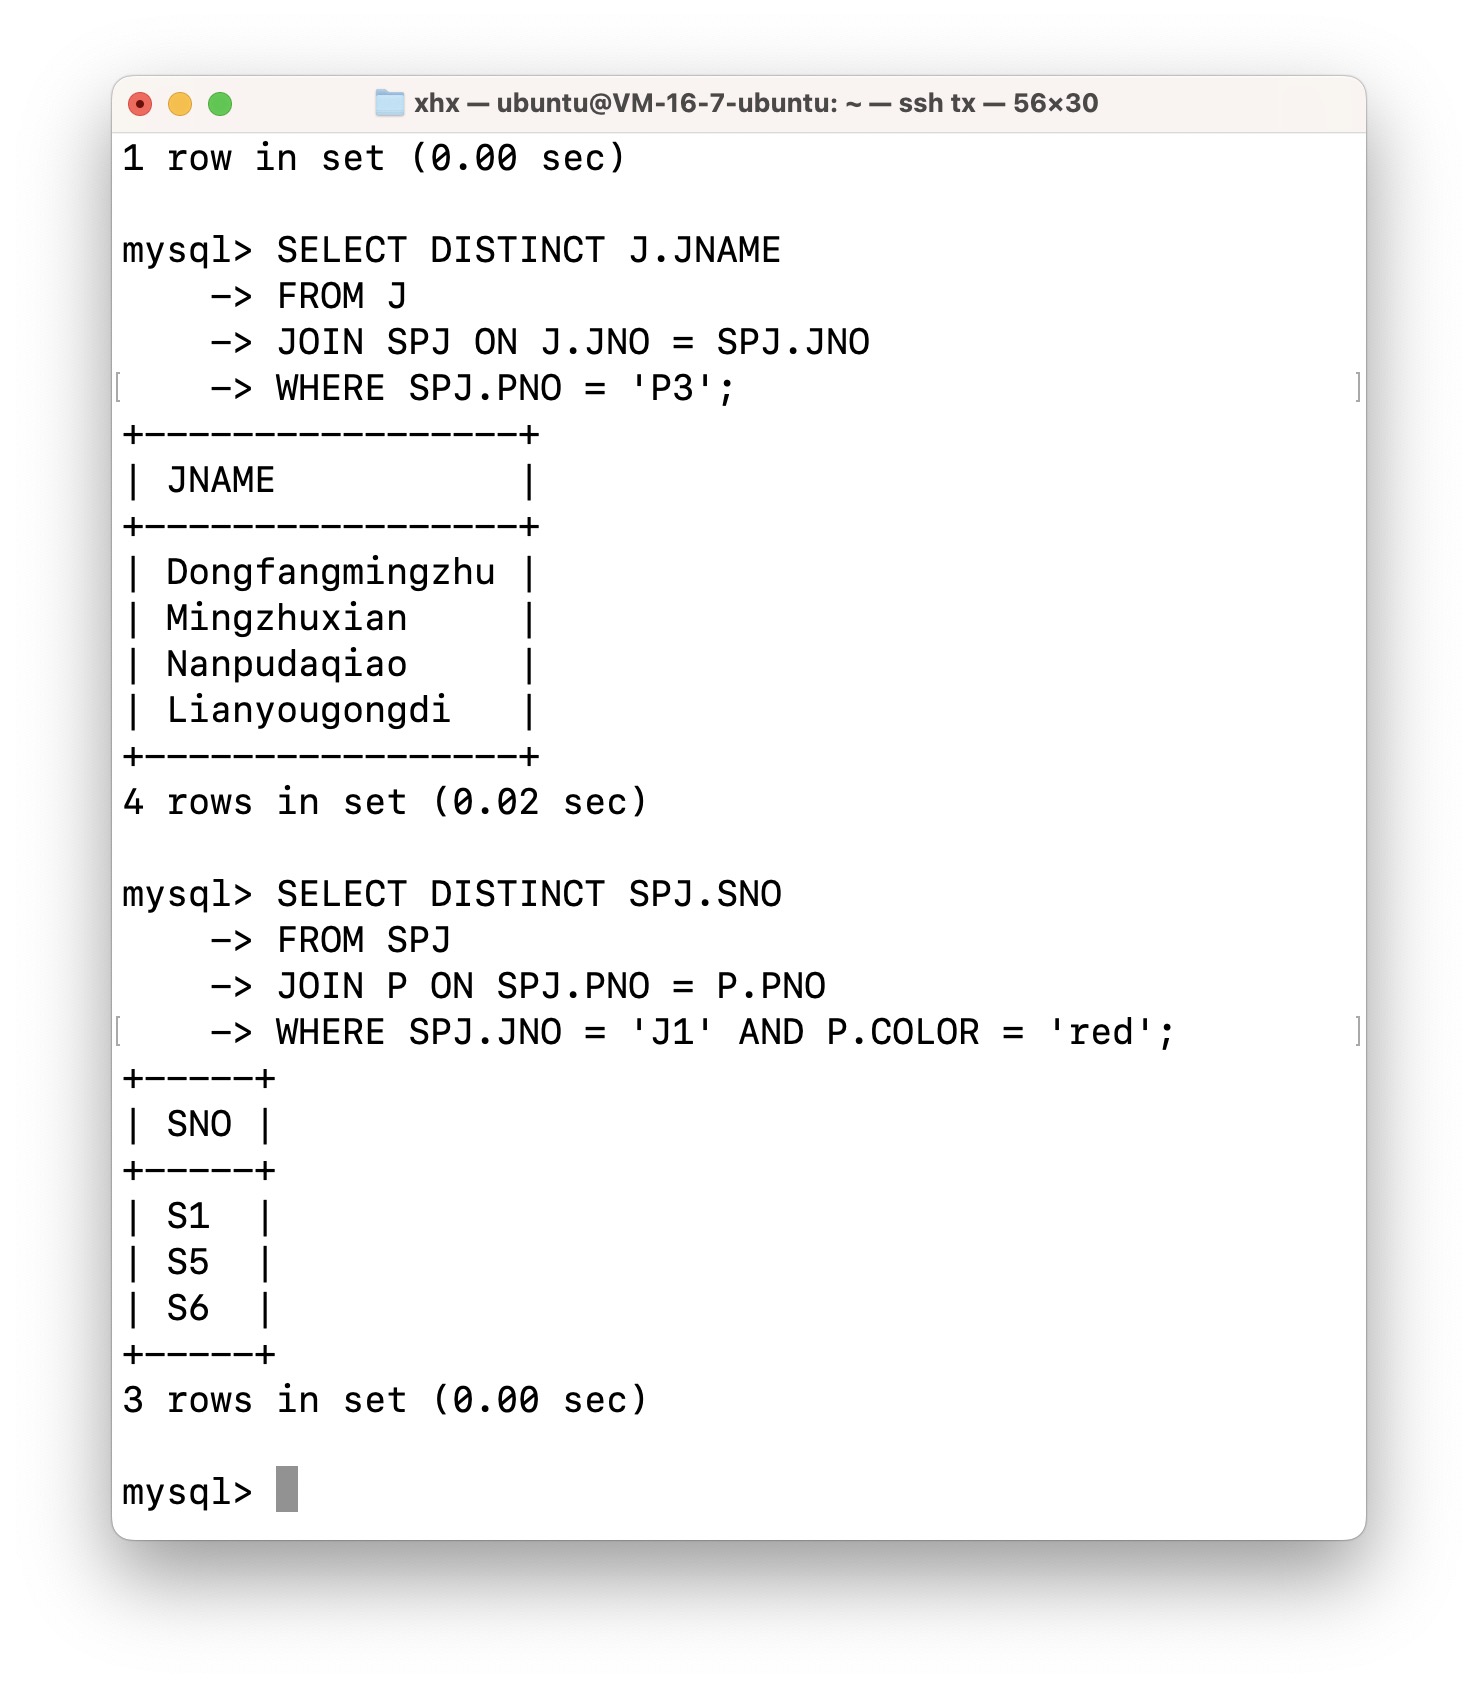 xhx — ubuntu@VM-16-7-ubuntu: ~ — ssh tx — 56×30
1 row in set (0.00 sec)
mysql> SELECT DISTINCT J.JNAME
    -> FROM J
    -> JOIN SPJ ON J.JNO = SPJ.JNO
[    -> WHERE SPJ.PNO = 'P3'; ]
+-----------------+
| JNAME           |
+-----------------+
| Dongfangmingzhu |
| Mingzhuxian     |
| Nanpudaqiao     |
| Lianyougongdi   |
+-----------------+
4 rows in set (0.02 sec)
mysql> SELECT DISTINCT SPJ.SNO
    -> FROM SPJ
    -> JOIN P ON SPJ.PNO = P.PNO
[    -> WHERE SPJ.JNO = 'J1' AND P.COLOR = 'red'; ]
+-----+
| SNO |
+-----+
| S1  |
| S5  |
| S6  |
+-----+
3 rows in set (0.00 sec)
mysql>